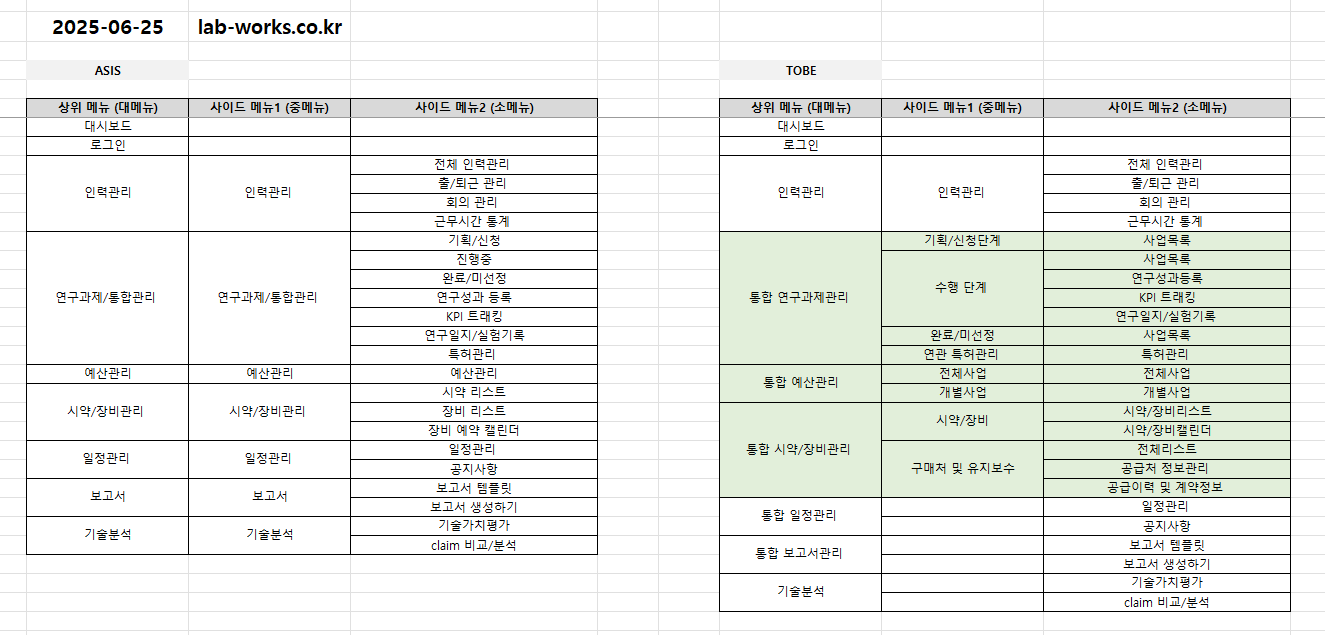 2025-06-25 lab-works.co.kr
ASIS
상위 메뉴 (대메뉴) 사이드 메뉴1 (중메뉴) 사이드 메뉴2 (소메뉴)
대시보드
로그인
인력관리 인력관리 전체 인력관리
출/퇴근 관리
회의 관리
근무시간 통계
연구과제/통합관리 연구과제/통합관리 기획/신청
진행중
완료/미선정
연구성과 등록
KPI 트래킹
연구일지/실험기록
특허관리
예산관리 예산관리 예산관리
시약/장비관리 시약/장비관리 시약 리스트
장비 리스트
장비 예약 캘린더
일정관리 일정관리 일정관리
공지사항
보고서 보고서 보고서 템플릿
보고서 생성하기
기술분석 기술분석 기술가치평가
claim 비교/분석
TOBE
상위 메뉴 (대메뉴) 사이드 메뉴1 (중메뉴) 사이드 메뉴2 (소메뉴)
대시보드
로그인
인력관리 인력관리 전체 인력관리
출/퇴근 관리
회의 관리
근무시간 통계
통합 연구과제관리 기획/신청단계 사업목록
수행 단계 사업목록
연구성과등록
KPI 트래킹
연구일지/실험기록
완료/미선정 사업목록
연관 특허관리 특허관리
통합 예산관리 전체사업 전체사업
개별사업 개별사업
통합 시약/장비관리 시약/장비 시약/장비리스트
시약/장비캘린더
구매처 및 유지보수 전체리스트
공급처 정보관리
공급이력 및 계약정보
통합 일정관리 일정관리
공지사항
통합 보고서관리 보고서 템플릿
보고서 생성하기
기술분석 기술가치평가
claim 비교/분석